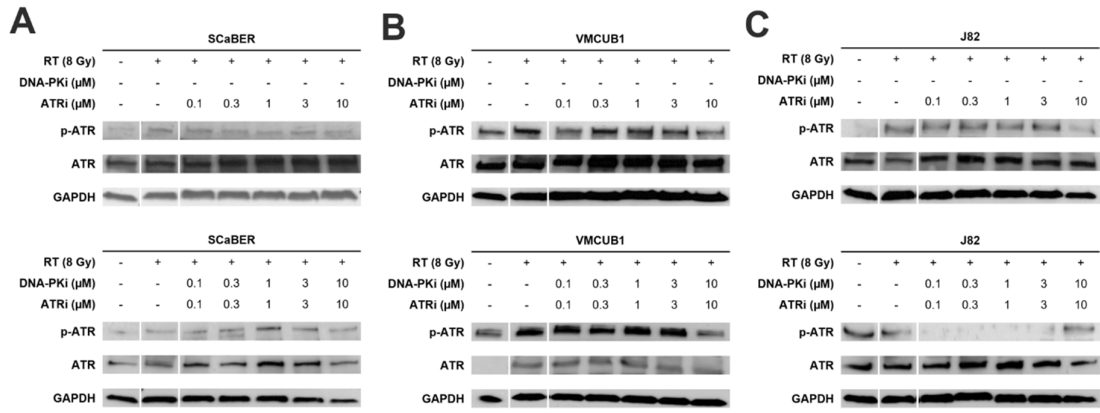 A
SCaBER
RT (8 Gy) - + + + + + +
DNA-PKi (µM) - - - - - - -
ATRi (µM) - - 0.1 0.3 1 3 10
p-ATR
ATR
GAPDH
SCaBER
RT (8 Gy) - + + + + + +
DNA-PKi (µM) - - 0.1 0.3 1 3 10
ATRi (µM) - - 0.1 0.3 1 3 10
p-ATR
ATR
GAPDH
B
VMCUB1
RT (8 Gy) - + + + + + +
DNA-PKi (µM) - - - - - - -
ATRi (µM) - - 0.1 0.3 1 3 10
p-ATR
ATR
GAPDH
VMCUB1
RT (8 Gy) - + + + + + +
DNA-PKi (µM) - - 0.1 0.3 1 3 10
ATRi (µM) - - 0.1 0.3 1 3 10
p-ATR
ATR
GAPDH
C
J82
RT (8 Gy) - + + + + + +
DNA-PKi (µM) - - - - - - -
ATRi (µM) - - 0.1 0.3 1 3 10
p-ATR
ATR
GAPDH
J82
RT (8 Gy) - + + + + + +
DNA-PKi (µM) - - 0.1 0.3 1 3 10
ATRi (µM) - - 0.1 0.3 1 3 10
p-ATR
ATR
GAPDH